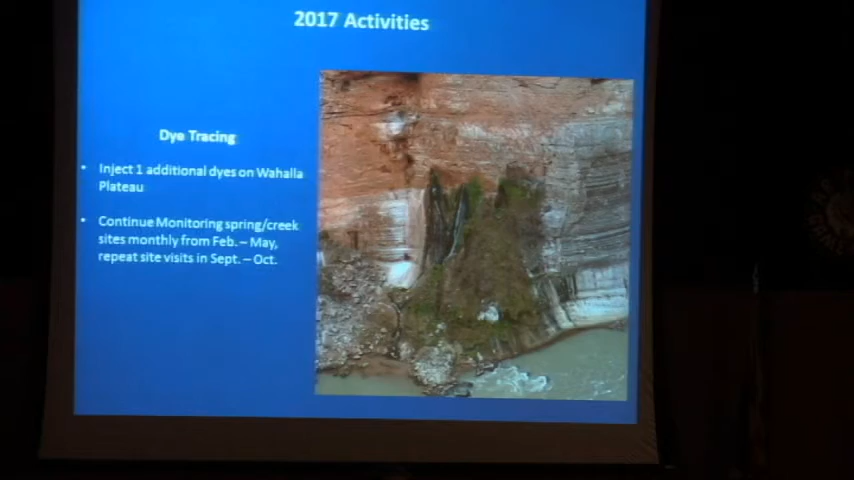 2017 Activities
Dye Tracing
• Inject 1 additional dyes on Wahalla
Plateau
• Continue Monitoring spring/creek
sites monthly from Feb. – May,
repeat site visits in Sept. – Oct.